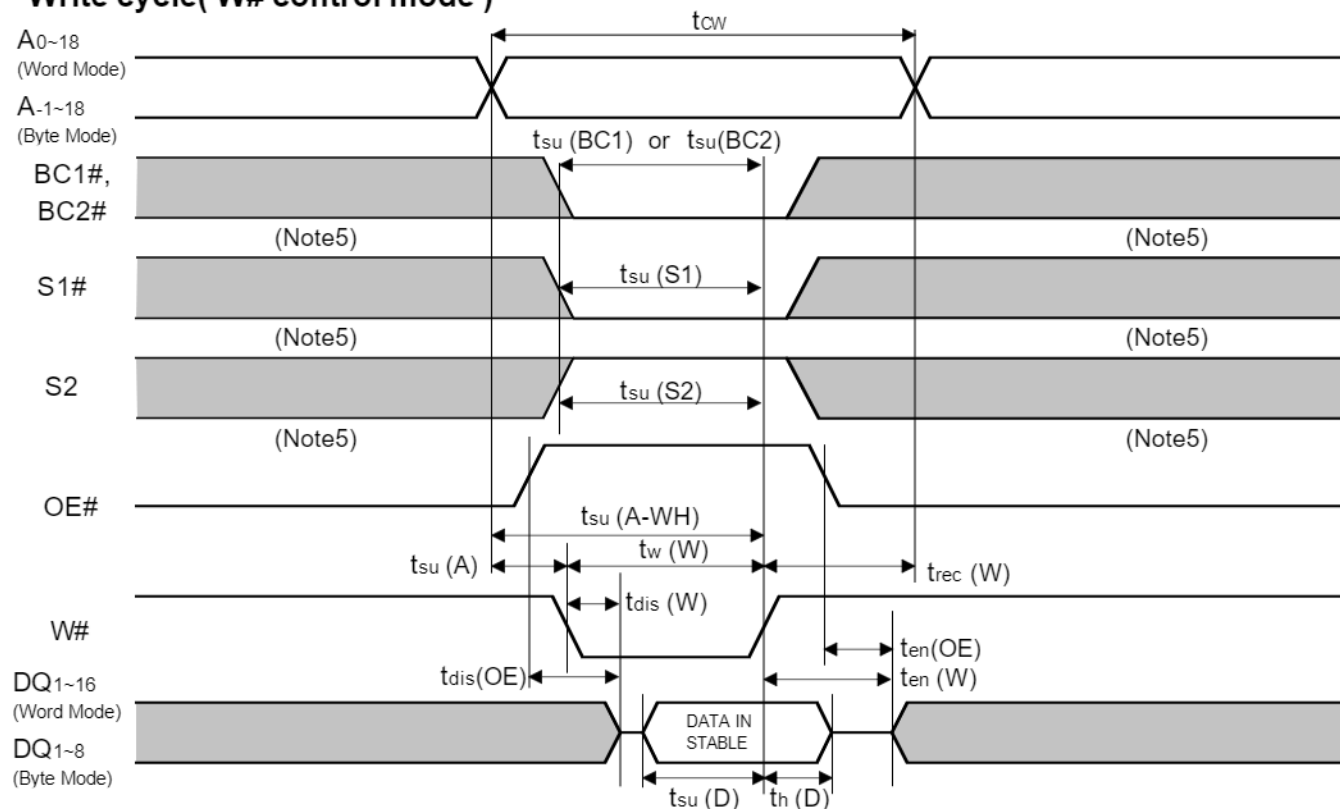 Write cycle( W# control mode )
tCW
A0~18
(Word Mode)
A-1~18
(Byte Mode)
tsu (BC1) or tsu(BC2)
BC1#,
BC2#
(Note5) (Note5)
S1#
tsu (S1)
(Note5) (Note5)
S2
tsu (S2)
(Note5) (Note5)
OE#
tsu (A-WH)
tsu (A) tw (W) trec (W)
W#
tdis (W)
ten(OE)
tdis(OE) ten (W)
DQ1~16
(Word Mode)
DQ1~8
(Byte Mode)
DATA IN
STABLE
tsu (D) th (D)